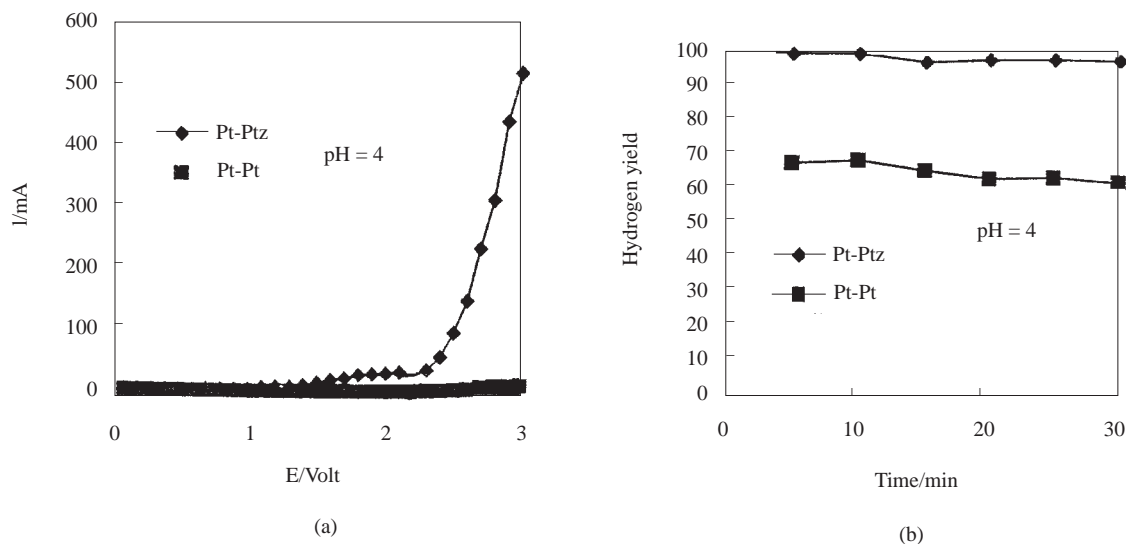 600
500
400
300
200
100
0
l/mA
Pt-Ptz
Pt-Pt
pH = 4
0 1 2 3
E/Volt
(a)
100
90
80
70
60
50
40
30
20
10
0
Hydrogen yield
pH = 4
Pt-Ptz
Pt-Pt
0 10 20 30
Time/min
(b)